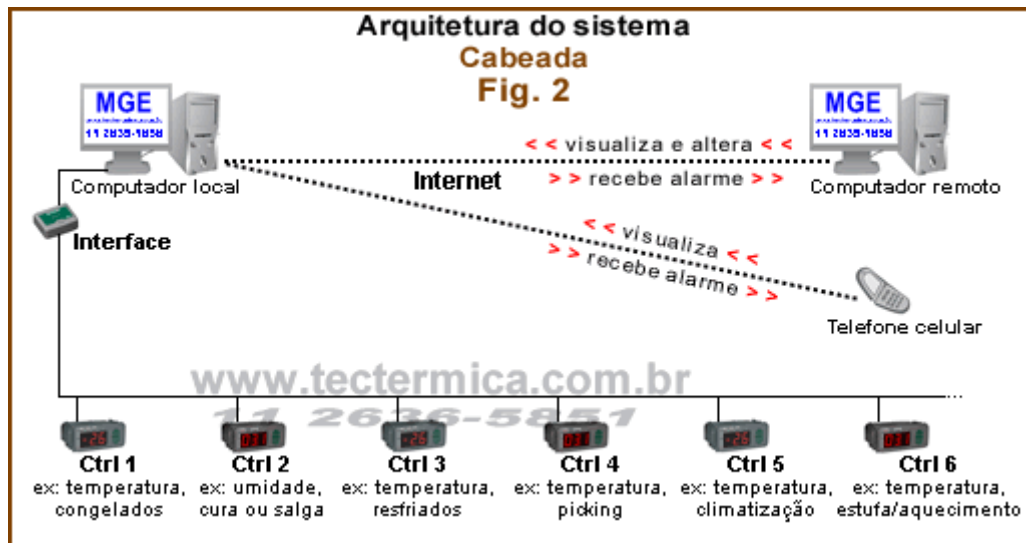 Arquitetura do sistema
Cabeada
Fig. 2
MGE
11 2636-1858
MGE
11 2636-1858
< < visualiza e altera < <
Internet
> > recebe alarme > >
Computador local
Computador remoto
Interface
< < visualiza < <
> > recebe alarme > >
Telefone celular
www.tectermica.com.br
11 2636-5851
...
Ctrl 1
ex: temperatura,
congelados
Ctrl 2
ex: umidade,
cura ou salga
Ctrl 3
ex: temperatura,
resfriados
Ctrl 4
ex: temperatura,
picking
Ctrl 5
ex: temperatura,
climatização
Ctrl 6
ex: temperatura,
estufa/aquecimento